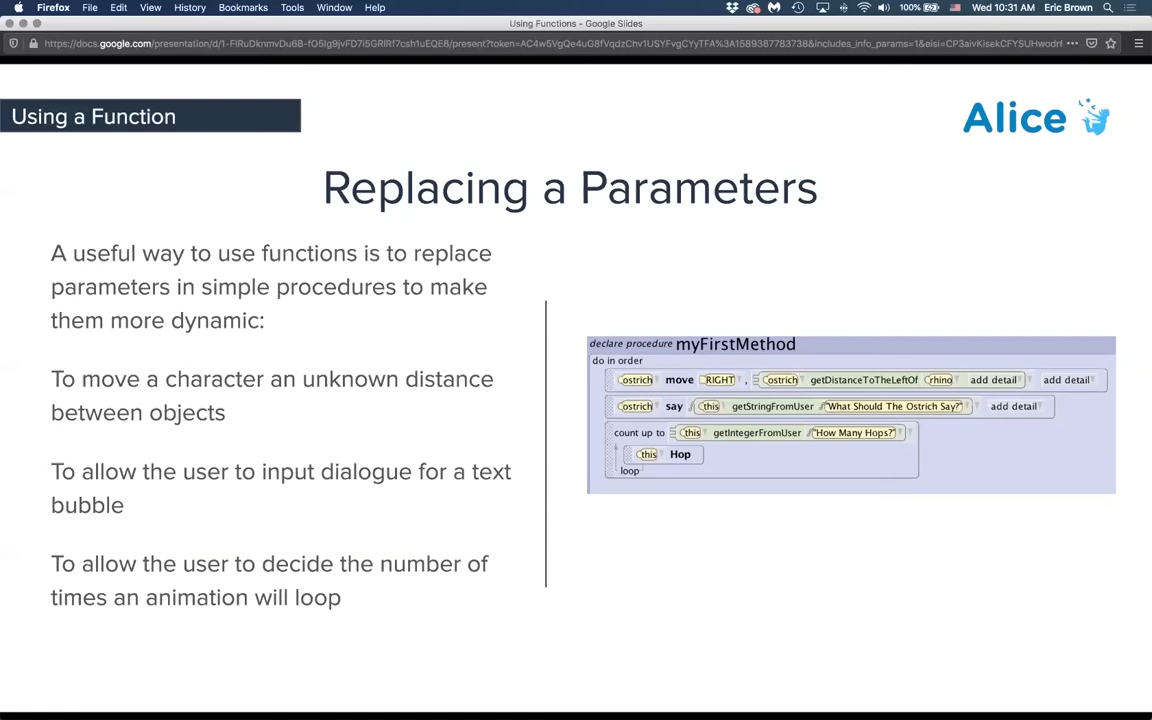 Firefox File Edit View History Bookmarks Tools Window Help 100% Wed 10:31 AM Eric Brown
Using Functions - Google Slides
Using a Function
Alice
Replacing a Parameters
A useful way to use functions is to replace
parameters in simple procedures to make
them more dynamic:
To move a character an unknown distance
between objects
To allow the user to input dialogue for a text
bubble
To allow the user to decide the number of
times an animation will loop
declare procedure myFirstMethod
do in order
ostrich move RIGHT , ostrich getDistanceToTheLeftOf rhino add detail add detail
ostrich say this getStringFromUser "What Should The Ostrich Say?" add detail
count up to this getIntegerFromUser "How Many Hops?"
this Hop
loop